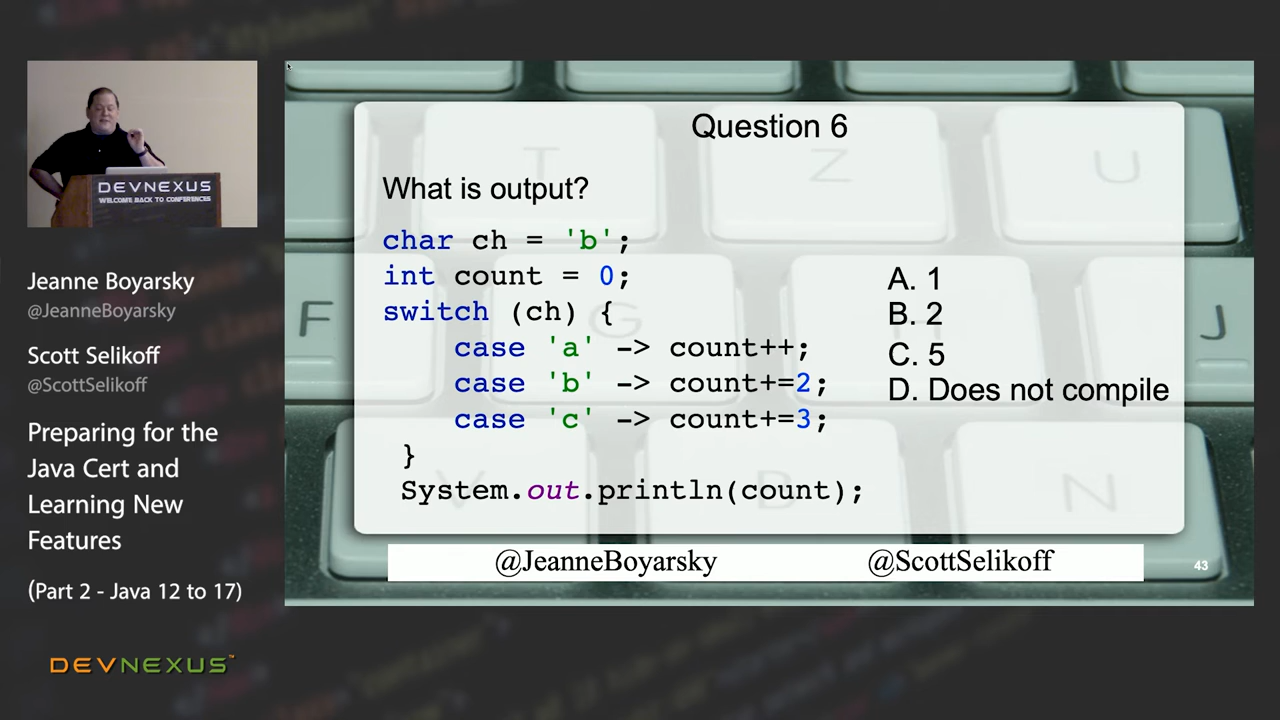 DEVNEXUS
WELCOME BACK TO CONFERENCES
Jeanne Boyarsky
@JeanneBoyarsky
Scott Selikoff
@ScottSelikoff
Preparing for the
Java Cert and
Learning New
Features
(Part 2 - Java 12 to 17)
DEVNEXUS™
Question 6
What is output?
char ch = 'b';
int count = 0;
switch (ch) {
case 'a' -> count++;
case 'b' -> count+=2;
case 'c' -> count+=3;
}
System.out.println(count);
A. 1
B. 2
C. 5
D. Does not compile
@JeanneBoyarsky @ScottSelikoff
43
T Z U
F G J
V B N